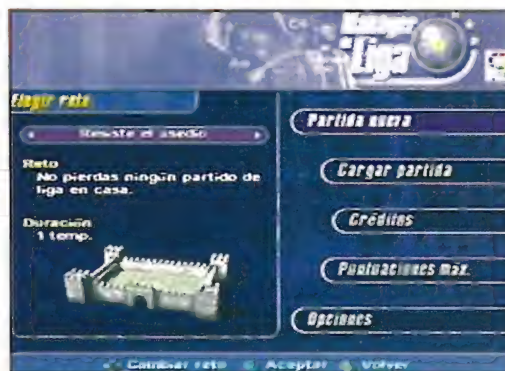 Manager
Liga
Elegir reto
Resiste el asedio
Reto
No pierdas ningún partido de
liga en casa.
Duración
1 temp.
Partida nueva
Cargar partida
Créditos
Puntuaciones máx.
Opciones
Cambiar reto Aceptar Volver